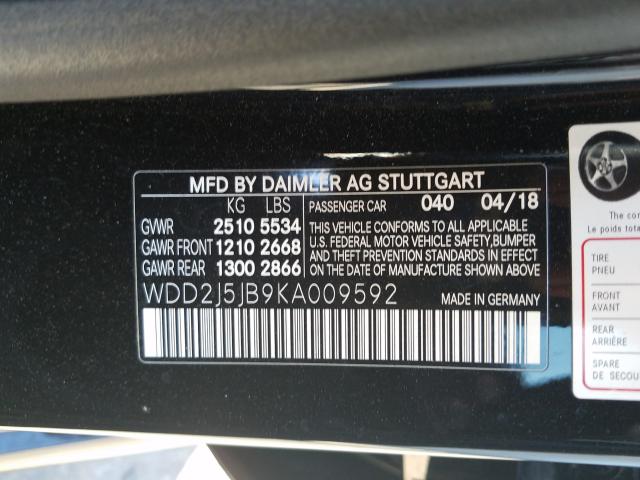 MFD BY DAIMLER AG STUTTGART
KG LBS
GVWR 2510 5534
GAWR FRONT 1210 2668
GAWR REAR 1300 2866
PASSENGER CAR 040 04/18
THIS VEHICLE CONFORMS TO ALL APPLICABLE
U.S. FEDERAL MOTOR VEHICLE SAFETY, BUMPER
AND THEFT PREVENTION STANDARDS IN EFFECT
ON THE DATE OF MANUFACTURE SHOWN ABOVE
WDD2J5JB9KA009592 MADE IN GERMANY
The com
Le poids tota
TIRE
PNEU
FRONT
AVANT
REAR
ARRIÈRE
SPARE
DE SECOU